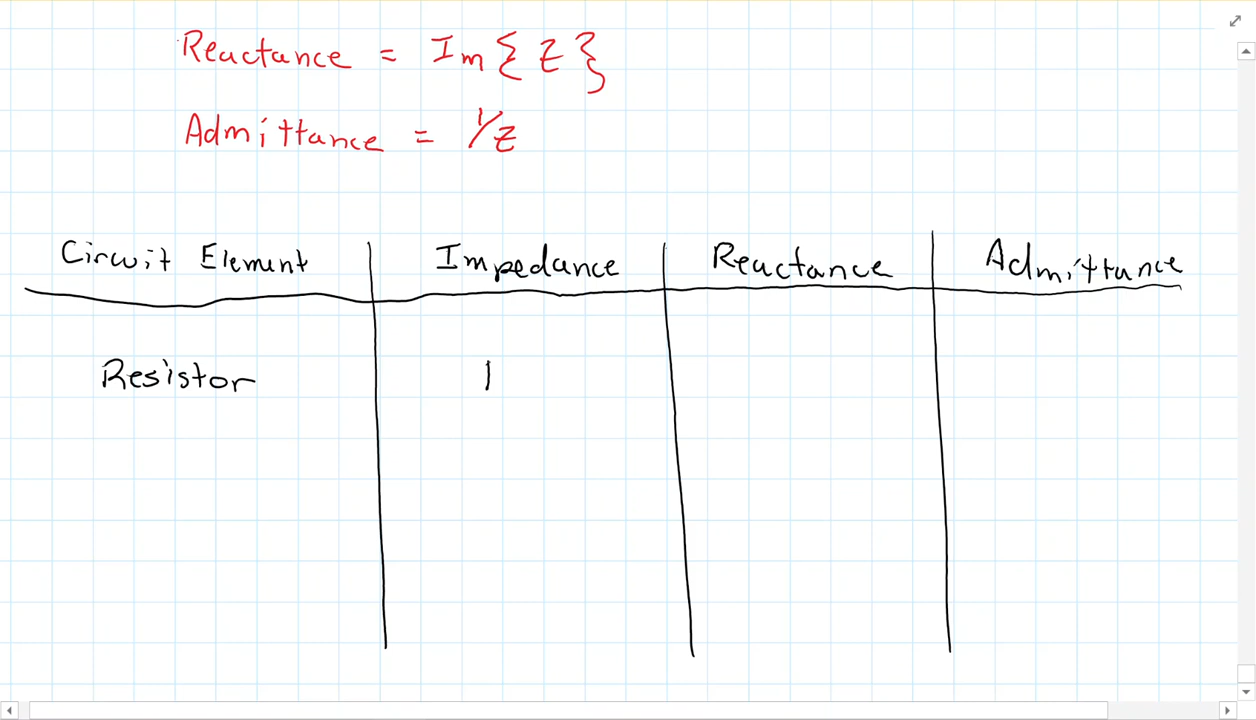 Reactance = Im{Z}
Admittance = 1/Z
Circuit Element Impedance Reactance Admittance
Resistor